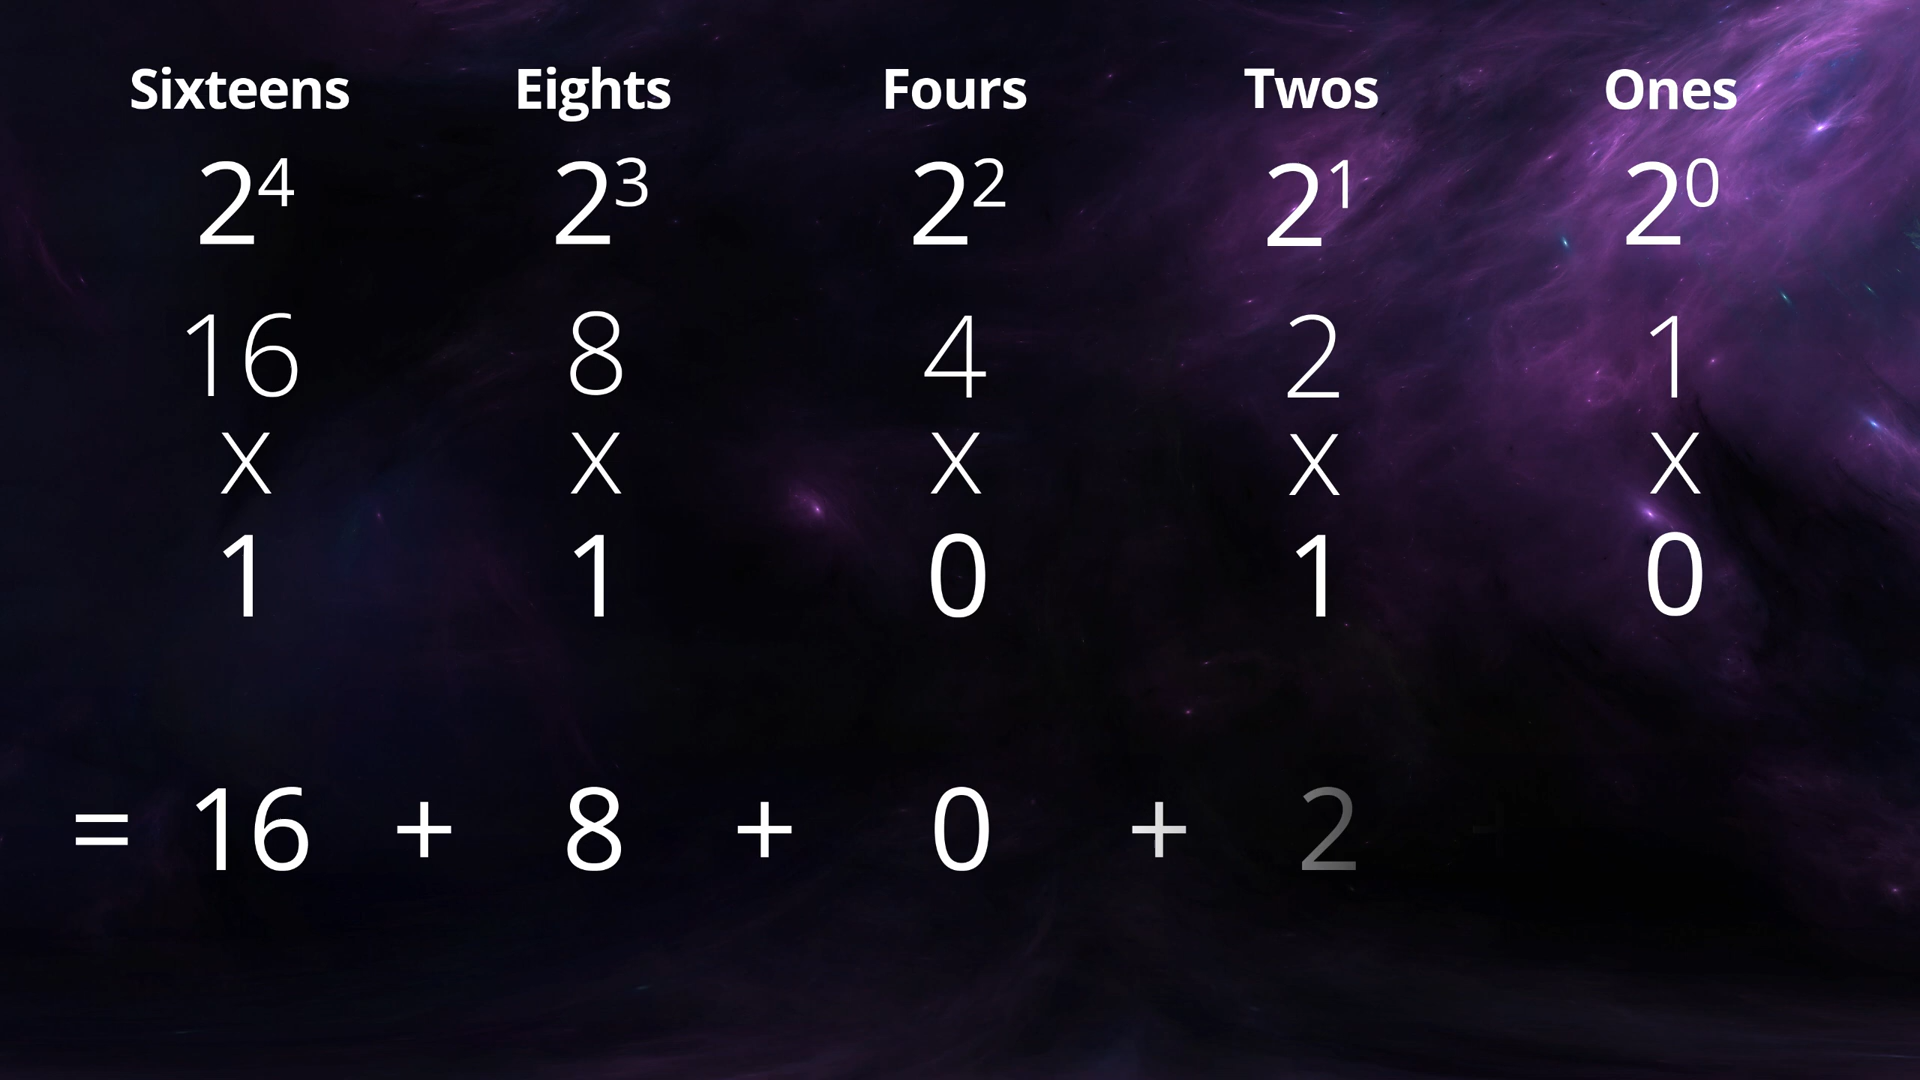 Sixteens Eights Fours Twos Ones
2⁴ 2³ 2² 2¹ 2⁰
16 8 4 2 1
X X X X X
1 1 0 1 0
= 16 + 8 + 0 + 2